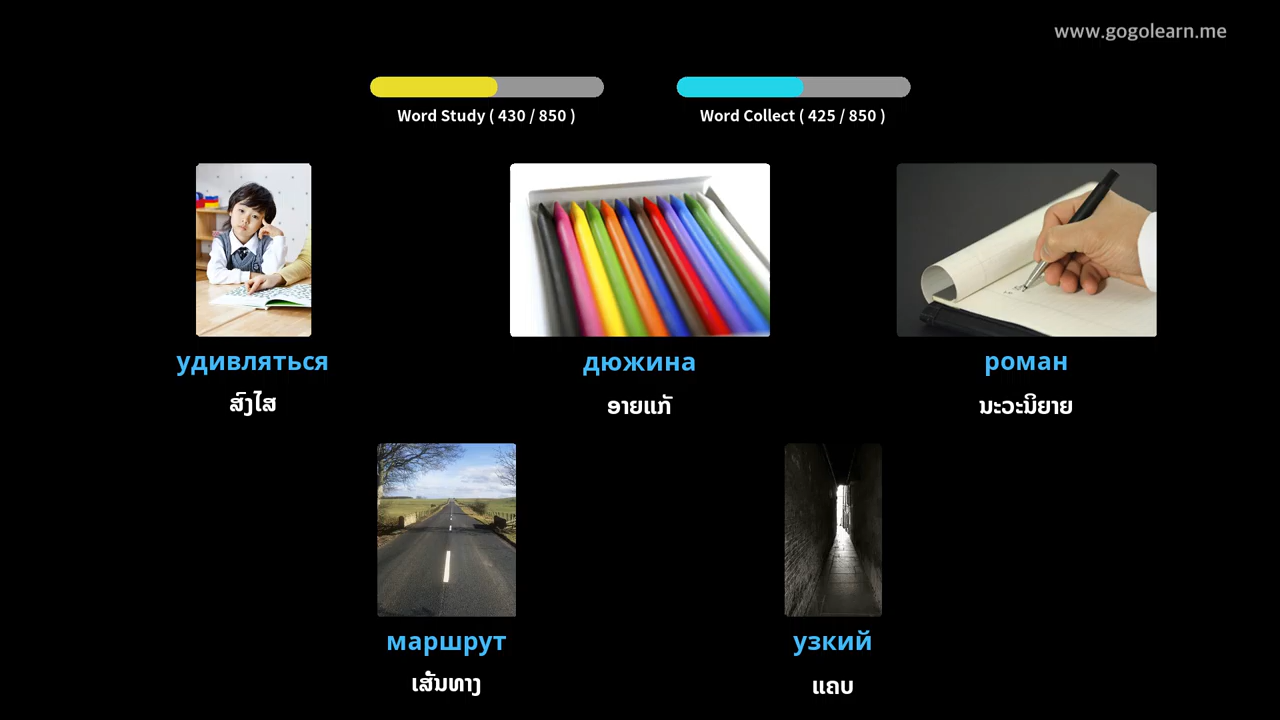 www.gogolearn.me
Word Study ( 430 / 850 )
Word Collect ( 425 / 850 )
удивляться
ສົງໄສ
дюжина
ອາຍແກັ
роман
ນະວະນິຍາຍ
маршрут
ເສັ້ນທາງ
узкий
ແຄບ